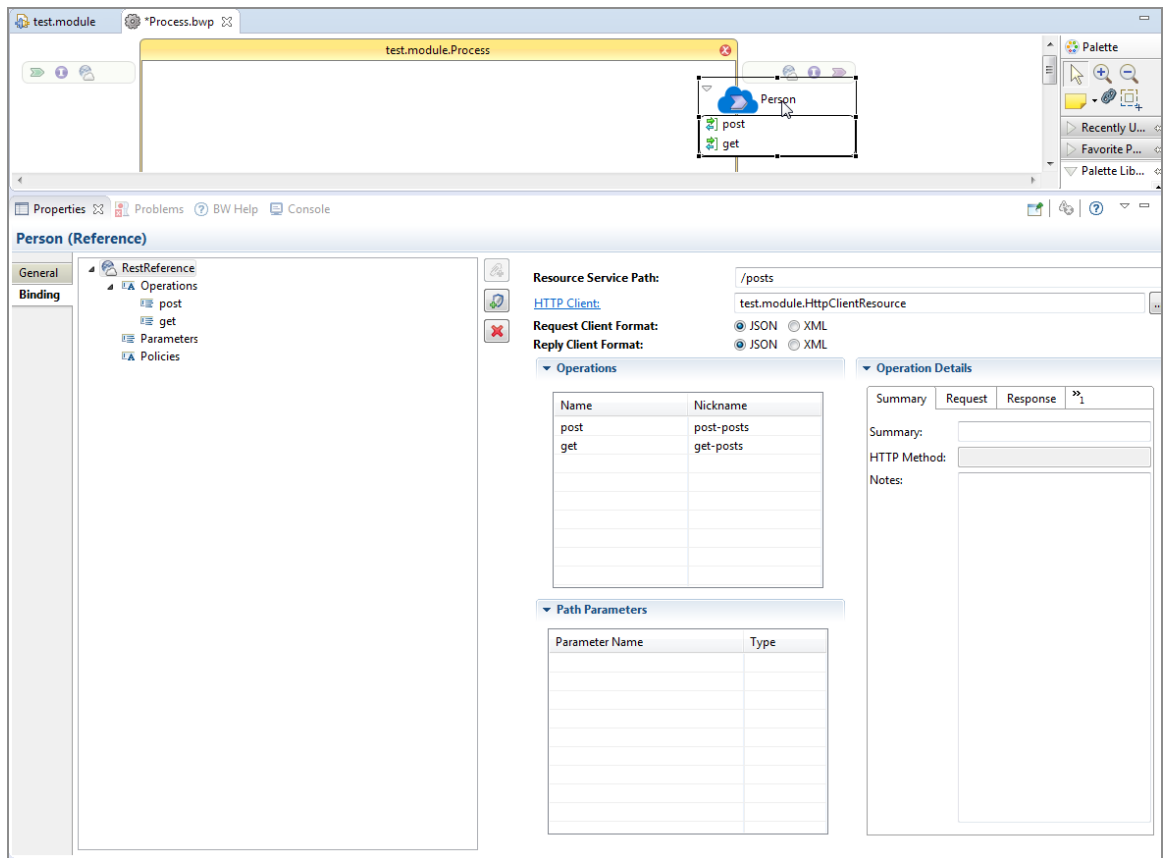 test.module
*Process.bwp
test.module.Process
Palette
Person
post
get
Recently U...
Favorite P...
Palette Lib...
Properties
Problems
BW Help
Console
Person (Reference)
General
Binding
RestReference
Operations
post
get
Parameters
Policies
Resource Service Path: /posts
HTTP Client: test.module.HttpClientResource
Request Client Format: JSON XML
Reply Client Format: JSON XML
Operations
Name Nickname
post post-posts
get get-posts
Path Parameters
Parameter Name Type
Operation Details
Summary Request Response »1
Summary:
HTTP Method:
Notes: